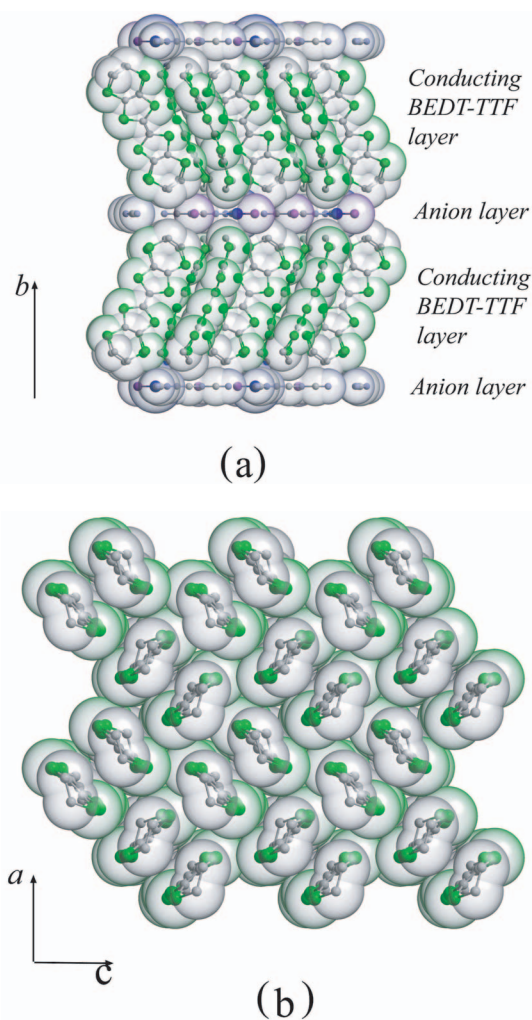 Conducting
BEDT-TTF
layer
Anion layer
b
Conducting
BEDT-TTF
layer
Anion layer
(a)
a
c
(b)